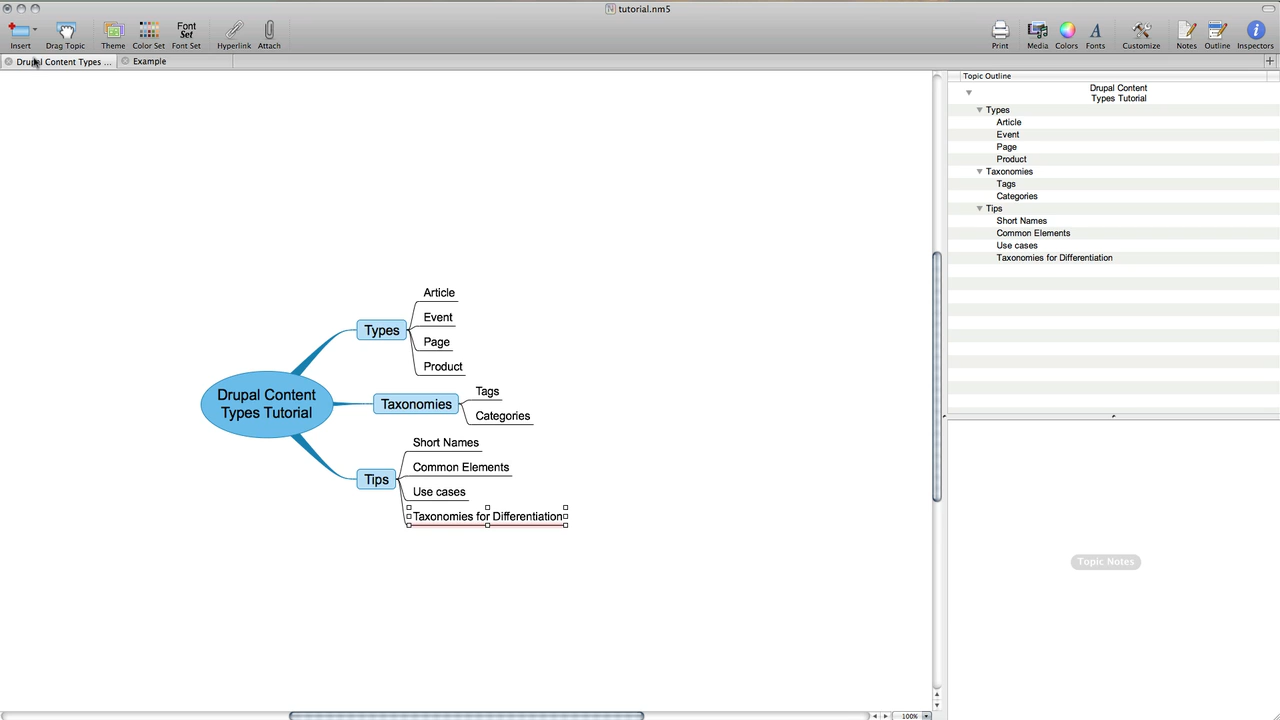 tutorial.nm5
Insert
Drag Topic
Theme
Color Set
Font
Set
Font Set
Hyperlink
Attach
Print
Media
Colors
Fonts
Customize
Notes
Outline
Inspectors
Drupal Content Types ...
Example
Topic Outline
Drupal Content
Types Tutorial
Types
Article
Event
Page
Product
Taxonomies
Tags
Categories
Tips
Short Names
Common Elements
Use cases
Taxonomies for Differentiation
Drupal Content
Types Tutorial
Types
Article
Event
Page
Product
Taxonomies
Tags
Categories
Tips
Short Names
Common Elements
Use cases
Taxonomies for Differentiation
Topic Notes
100%